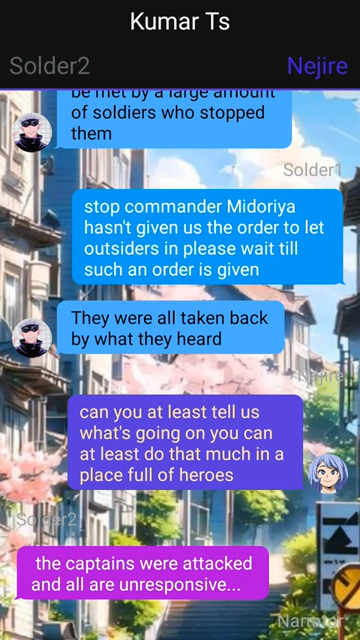 Kumar Ts
Solder2
Nejire
be met by a large amount
of soldiers who stopped
them
Solder1
stop commander Midoriya
hasn't given us the order to let
outsiders in please wait till
such an order is given
They were all taken back
by what they heard
Nejire
can you at least tell us
what's going on you can
at least do that much in a
place full of heroes
Solder2
the captains were attacked
and all are unresponsive...
Narrator